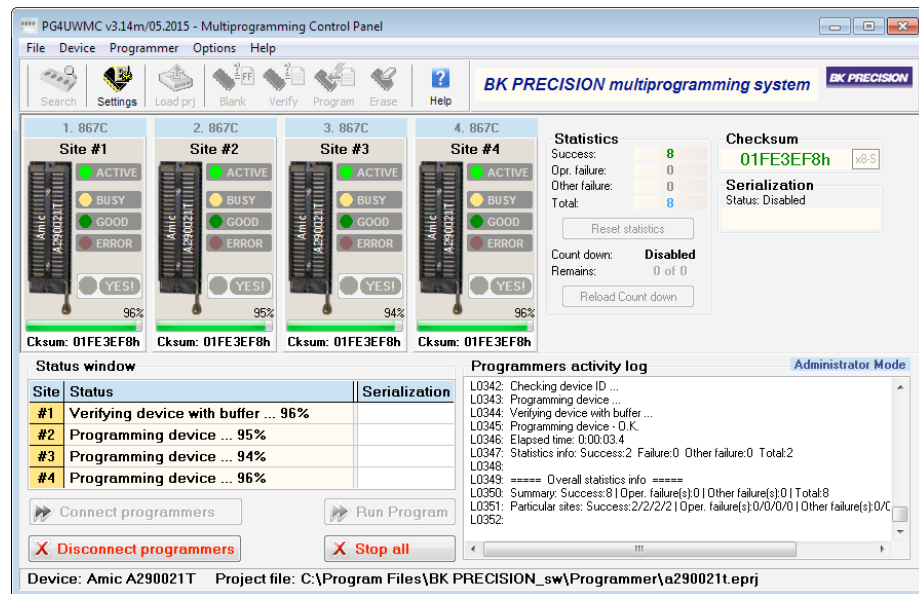 PG4UWMC v3.14m/05.2015 - Multiprogramming Control Panel
File Device Programmer Options Help
Search Settings Load prj Blank Verify Program Erase Help
BK PRECISION multiprogramming system
BK PRECISION
1. 867C 2. 867C 3. 867C 4. 867C
Site #1 Site #2 Site #3 Site #4
ACTIVE ACTIVE ACTIVE ACTIVE
BUSY BUSY BUSY BUSY
GOOD GOOD GOOD GOOD
ERROR ERROR ERROR ERROR
Amic A290021T Amic A290021T Amic A290021T Amic A290021T
YES! YES! YES! YES!
96% 95% 94% 96%
Cksum: 01FE3EF8h Cksum: 01FE3EF8h Cksum: 01FE3EF8h Cksum: 01FE3EF8h
Statistics
Success: 8
Opr. failure: 0
Other failure: 0
Total: 8
Reset statistics
Count down: Disabled
Remains: 0 of 0
Reload Count down
Checksum
01FE3EF8h x8-S
Serialization
Status: Disabled
Status window
Site Status Serialization
#1 Verifying device with buffer ... 96%
#2 Programming device ... 95%
#3 Programming device ... 94%
#4 Programming device ... 96%
Connect programmers Run Program
Disconnect programmers Stop all
Programmers activity log Administrator Mode
L0342: Checking device ID ...
L0343: Programming device ...
L0344: Verifying device with buffer ...
L0345: Programming device - O.K.
L0346: Elapsed time: 0:00:03.4
L0347: Statistics info: Success:2 Failure:0 Other failure:0 Total:2
L0348:
L0349: ===== Overall statistics info =====
L0350: Summary: Success:8 | Oper. failure(s):0 | Other failure(s):0 | Total:8
L0351: Particular sites: Success:2/2/2/2 | Oper. failure(s):0/0/0/0 | Other failure(s):0/0
L0352:
Device: Amic A290021T Project file: C:\Program Files\BK PRECISION_sw\Programmer\a290021t.eprj